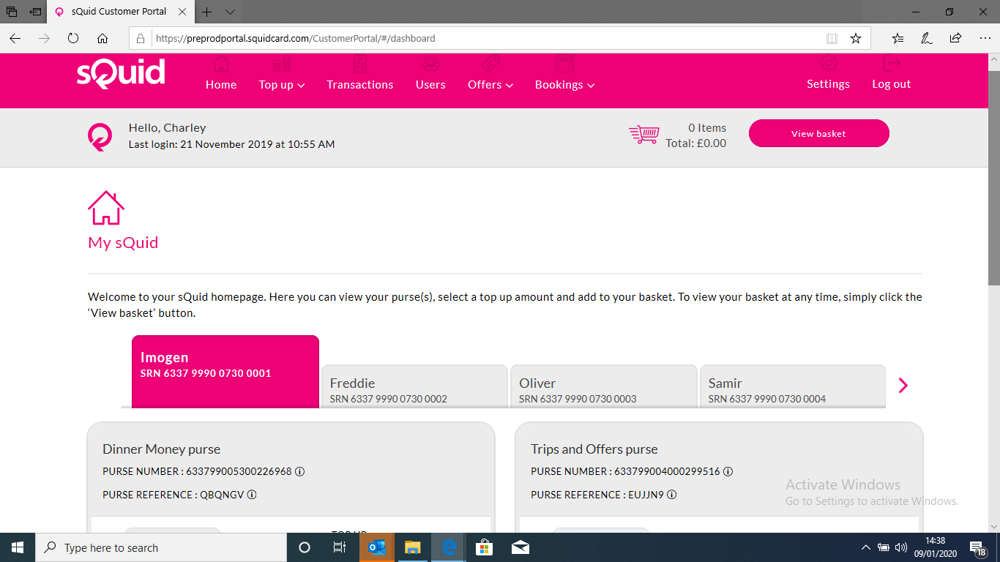 sQuid Customer Portal
https://preprodportal.squidcard.com/CustomerPortal/#/dashboard
sQuid
Home
Top up
Transactions
Users
Offers
Bookings
Settings
Log out
Hello, Charley
Last login: 21 November 2019 at 10:55 AM
0 Items
Total: £0.00
View basket
My sQuid
Welcome to your sQuid homepage. Here you can view your purse(s), select a top up amount and add to your basket. To view your basket at any time, simply click the
‘View basket’ button.
Imogen
SRN 6337 9990 0730 0001
Freddie
SRN 6337 9990 0730 0002
Oliver
SRN 6337 9990 0730 0003
Samir
SRN 6337 9990 0730 0004
Dinner Money purse
PURSE NUMBER : 633799005300226968
PURSE REFERENCE : QBQNGV
Trips and Offers purse
PURSE NUMBER : 633799004000299516
PURSE REFERENCE : EUJJN9
Activate Windows
Go to Settings to activate Windows.
TOP UP
Type here to search
14:38
09/01/2020
18